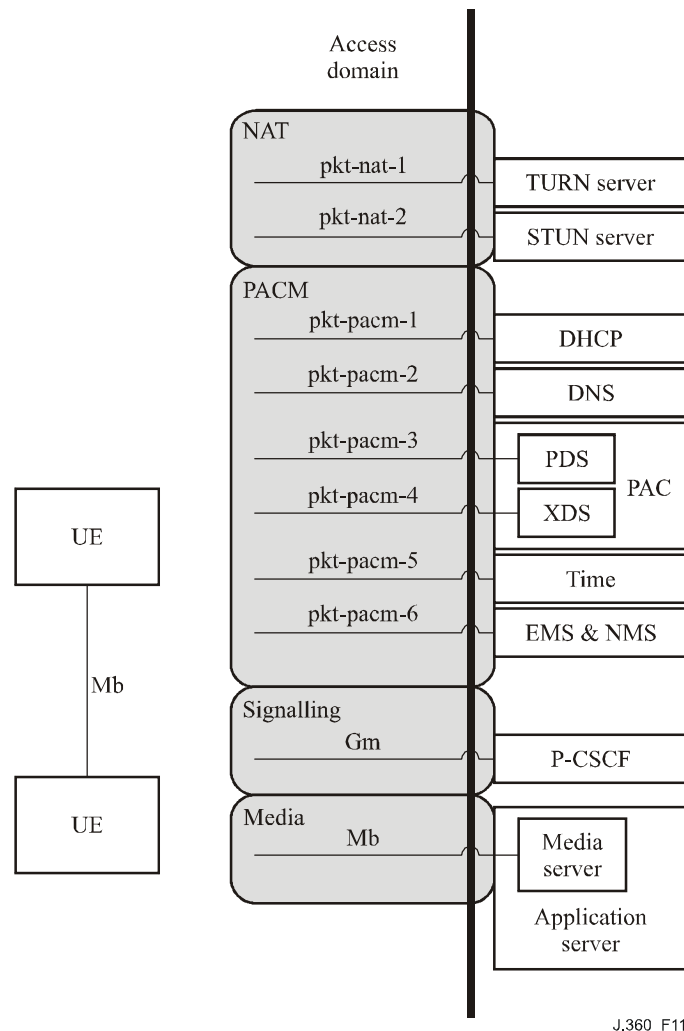 Access
domain
NAT
pkt-nat-1
TURN server
pkt-nat-2
STUN server
PACM
pkt-pacm-1
DHCP
pkt-pacm-2
DNS
pkt-pacm-3
PDS
PAC
pkt-pacm-4
XDS
UE
pkt-pacm-5
Time
pkt-pacm-6
EMS & NMS
Mb
Signalling
Gm
P-CSCF
UE
Media
Mb
Media
server
Application
server
J.360_F11